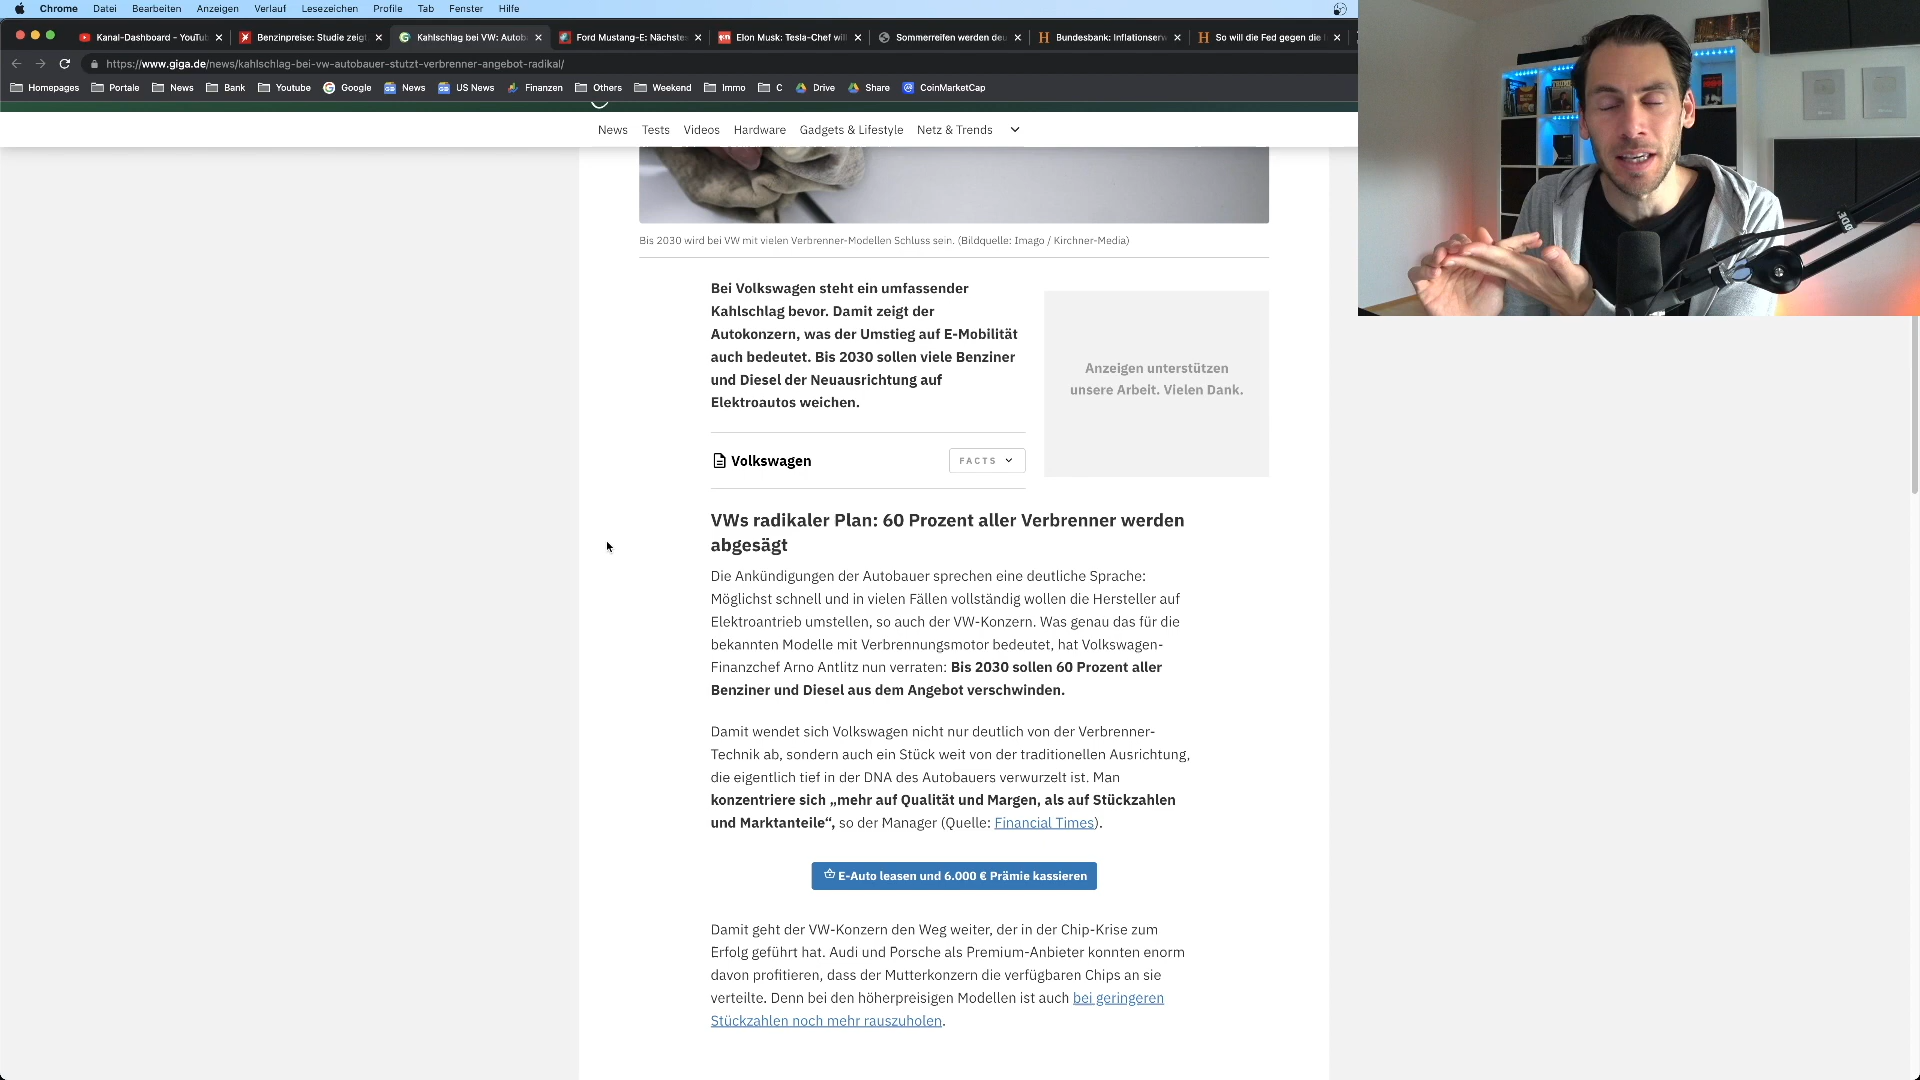 Chrome Datei Bearbeiten Anzeigen Verlauf Lesezeichen Profile Tab Fenster Hilfe
Kanal-Dashboard – YouTu Benzinpreise: Studie zeigt Kahlschlag bei VW: Autob Ford Mustang-E: Nächste Elon Musk: Tesla-Chef wil Sommerreifen werden deu Bundesbank: Inflationserw So will die Fed gegen die
https://www.giga.de/news/kahlschlag-bei-vw-autobauer-stutzt-verbrenner-angebot-radikal/
Homepages Portale News Bank Youtube Google News US News Finanzen Others Weekend Immo C Drive Share CoinMarketCap
News Tests Videos Hardware Gadgets & Lifestyle Netz & Trends
Bis 2030 wird bei VW mit vielen Verbrenner-Modellen Schluss sein. (Bildquelle: Imago / Kirchner-Media)
Bei Volkswagen steht ein umfassender
Kahlschlag bevor. Damit zeigt der
Autokonzern, was der Umstieg auf E-Mobilität
auch bedeutet. Bis 2030 sollen viele Benziner
und Diesel der Neuausrichtung auf
Elektroautos weichen.
Anzeigen unterstützen
unsere Arbeit. Vielen Dank.
Volkswagen
FACTS
VWs radikaler Plan: 60 Prozent aller Verbrenner werden
abgesägt
Die Ankündigungen der Autobauer sprechen eine deutliche Sprache:
Möglichst schnell und in vielen Fällen vollständig wollen die Hersteller auf
Elektroantrieb umstellen, so auch der VW-Konzern. Was genau das für die
bekannten Modelle mit Verbrennungsmotor bedeutet, hat Volkswagen-
Finanzchef Arno Antlitz nun verraten: Bis 2030 sollen 60 Prozent aller
Benziner und Diesel aus dem Angebot verschwinden.
Damit wendet sich Volkswagen nicht nur deutlich von der Verbrenner-
Technik ab, sondern auch ein Stück weit von der traditionellen Ausrichtung,
die eigentlich tief in der DNA des Autobauers verwurzelt ist. Man
konzentriere sich „mehr auf Qualität und Margen, als auf Stückzahlen
und Marktanteile“, so der Manager (Quelle: Financial Times).
E-Auto leasen und 6.000 € Prämie kassieren
Damit geht der VW-Konzern den Weg weiter, der in der Chip-Krise zum
Erfolg geführt hat. Audi und Porsche als Premium-Anbieter konnten enorm
davon profitieren, dass der Mutterkonzern die verfügbaren Chips an sie
verteilte. Denn bei den höherpreisigen Modellen ist auch bei geringeren
Stückzahlen noch mehr rauszuholen.